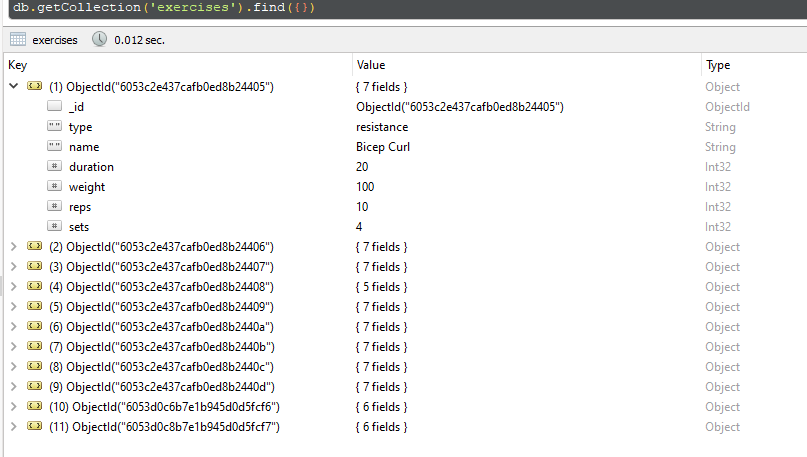 db.getCollection('exercises').find({})
exercises 0.012 sec.
Key Value Type
(1) ObjectId("6053c2e437cafb0ed8b24405") { 7 fields } Object
_id ObjectId("6053c2e437cafb0ed8b24405") ObjectId
" " type resistance String
" " name Bicep Curl String
# duration 20 Int32
# weight 100 Int32
# reps 10 Int32
# sets 4 Int32
(2) ObjectId("6053c2e437cafb0ed8b24406") { 7 fields } Object
(3) ObjectId("6053c2e437cafb0ed8b24407") { 7 fields } Object
(4) ObjectId("6053c2e437cafb0ed8b24408") { 5 fields } Object
(5) ObjectId("6053c2e437cafb0ed8b24409") { 7 fields } Object
(6) ObjectId("6053c2e437cafb0ed8b2440a") { 7 fields } Object
(7) ObjectId("6053c2e437cafb0ed8b2440b") { 7 fields } Object
(8) ObjectId("6053c2e437cafb0ed8b2440c") { 7 fields } Object
(9) ObjectId("6053c2e437cafb0ed8b2440d") { 7 fields } Object
(10) ObjectId("6053d0c6b7e1b945d0d5fcf6") { 6 fields } Object
(11) ObjectId("6053d0c8b7e1b945d0d5fcf7") { 6 fields } Object